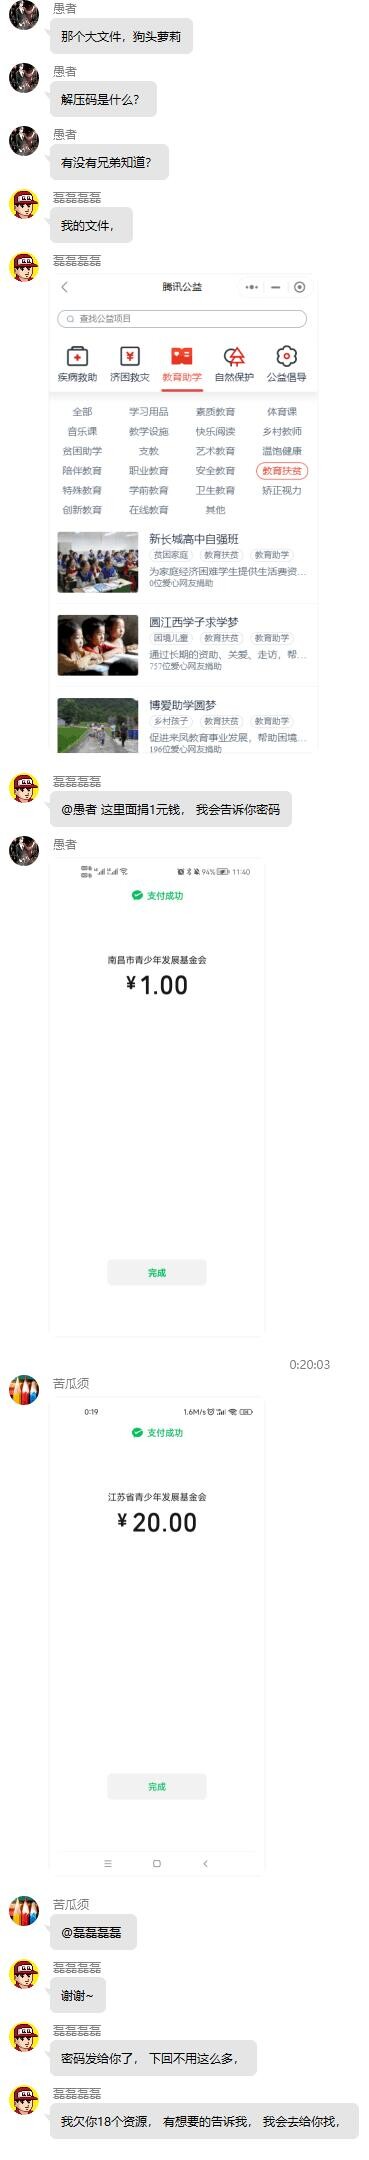 愚者
那个大文件，狗头萝莉
愚者
解压码是什么？
愚者
有没有兄弟知道？
磊磊磊磊
我的文件，
磊磊磊磊
腾讯公益
查找公益项目
疾病救助 济困救灾 教育助学 自然保护 公益倡导
全部 学习用品 素质教育 体育课
音乐课 教学设施 快乐阅读 乡村教师
贫困助学 支教 艺术教育 温饱健康
陪伴教育 职业教育 安全教育 教育扶贫
特殊教育 学前教育 卫生教育 矫正视力
创新教育 在线教育 其他
新长城高中自强班
贫困家庭 教育扶贫 教育助学
为家庭经济困难学生提供生活费资...
0位爱心网友捐助
圆江西学子求学梦
困境儿童 教育扶贫 教育助学
通过长期的资助、关爱、走访，帮...
757位爱心网友捐助
博爱助学圆梦
乡村孩子 教育扶贫 教育助学
促进来凤教育事业发展，帮助困境...
196位爱心网友捐助
磊磊磊磊
@愚者 这里面捐1元钱， 我会告诉你密码
愚者
94% 11:40
支付成功
南昌市青少年发展基金会
¥1.00
完成
0:20:03
苦瓜须
0:19 1.6M/s
支付成功
江苏省青少年发展基金会
¥20.00
完成
苦瓜须
@磊磊磊磊
磊磊磊磊
谢谢~
磊磊磊磊
密码发给你了， 下回不用这么多，
磊磊磊磊
我欠你18个资源， 有想要的告诉我， 我会去给你找，